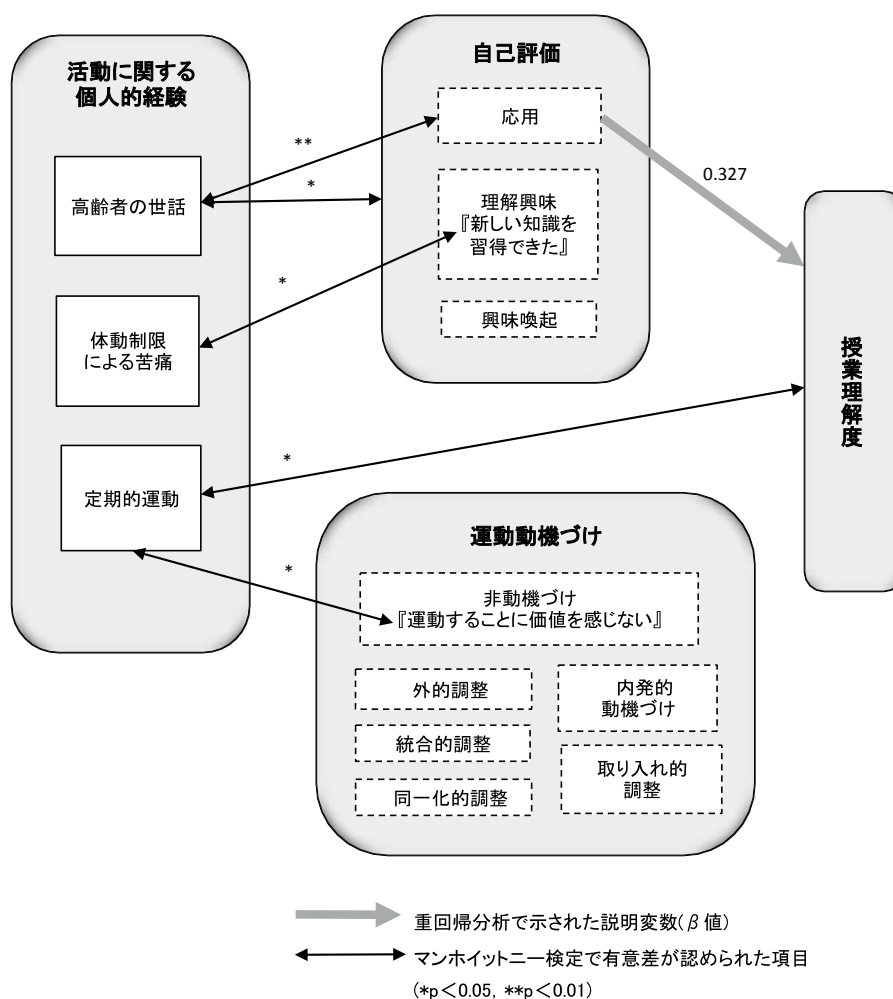 活動に関する
個人的経験
高齢者の世話
体動制限
による苦痛
定期的運動
**
*
*
*
*
自己評価
応用
理解興味
『新しい知識を
習得できた』
興味喚起
0.327
授業理解度
運動動機づけ
非動機づけ
『運動することに価値を感じない』
外的調整
統合的調整
同一化的調整
内発的
動機づけ
取り入れ的
調整
重回帰分析で示された説明変数(β値)
マンホイットニー検定で有意差が認められた項目
(*p＜0.05, **p＜0.01)